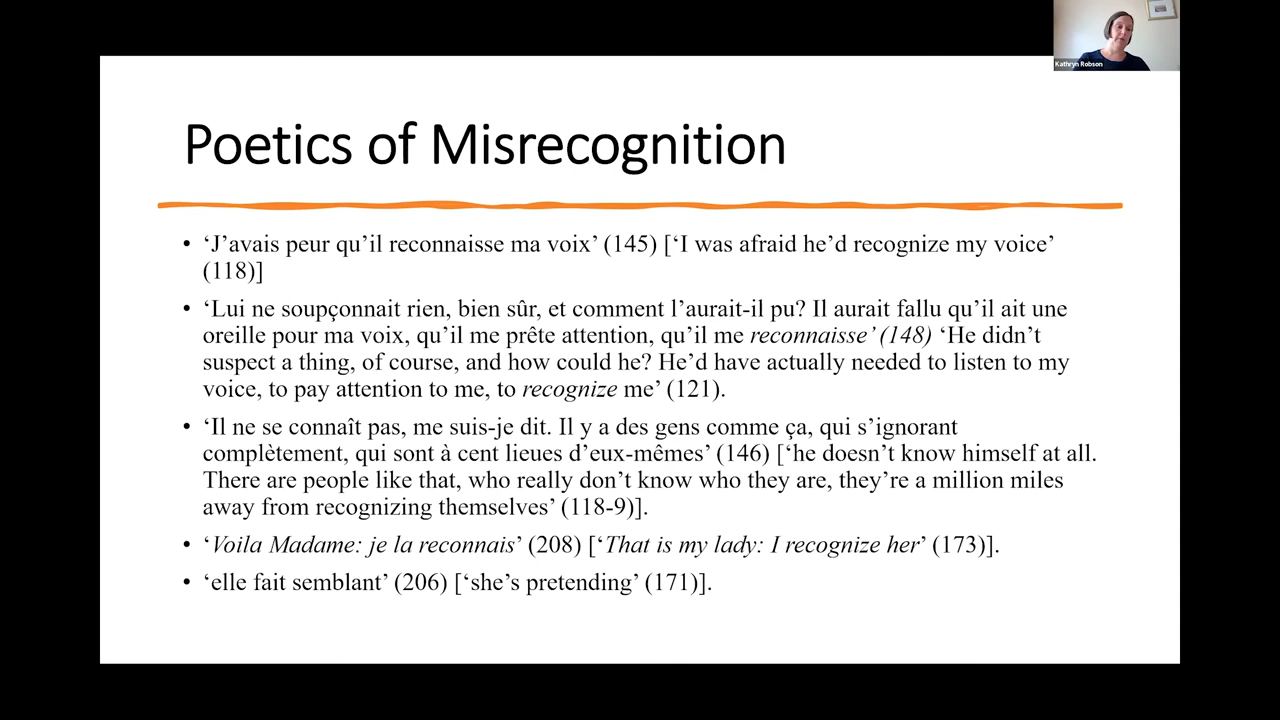 Kathryn Robson
Poetics of Misrecognition
• ‘J’avais peur qu’il reconnaisse ma voix’ (145) [‘I was afraid he’d recognize my voice’
(118)]
• ‘Lui ne soupçonnait rien, bien sûr, et comment l’aurait-il pu? Il aurait fallu qu’il ait une
oreille pour ma voix, qu’il me prête attention, qu’il me reconnaisse’ (148) ‘He didn’t
suspect a thing, of course, and how could he? He’d have actually needed to listen to my
voice, to pay attention to me, to recognize me’ (121).
• ‘Il ne se connaît pas, me suis-je dit. Il y a des gens comme ça, qui s’ignorant
complètement, qui sont à cent lieues d’eux-mêmes’ (146) [‘he doesn’t know himself at all.
There are people like that, who really don’t know who they are, they’re a million miles
away from recognizing themselves’ (118-9)].
• ‘Voila Madame: je la reconnais’ (208) [‘That is my lady: I recognize her’ (173)].
• ‘elle fait semblant’ (206) [‘she’s pretending’ (171)].